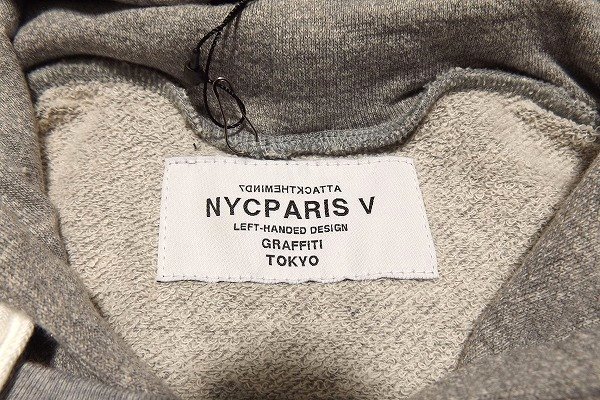 ATTACKTHEMIND7
NYCPARIS V
LEFT-HANDED DESIGN
GRAFFITI
TOKYO